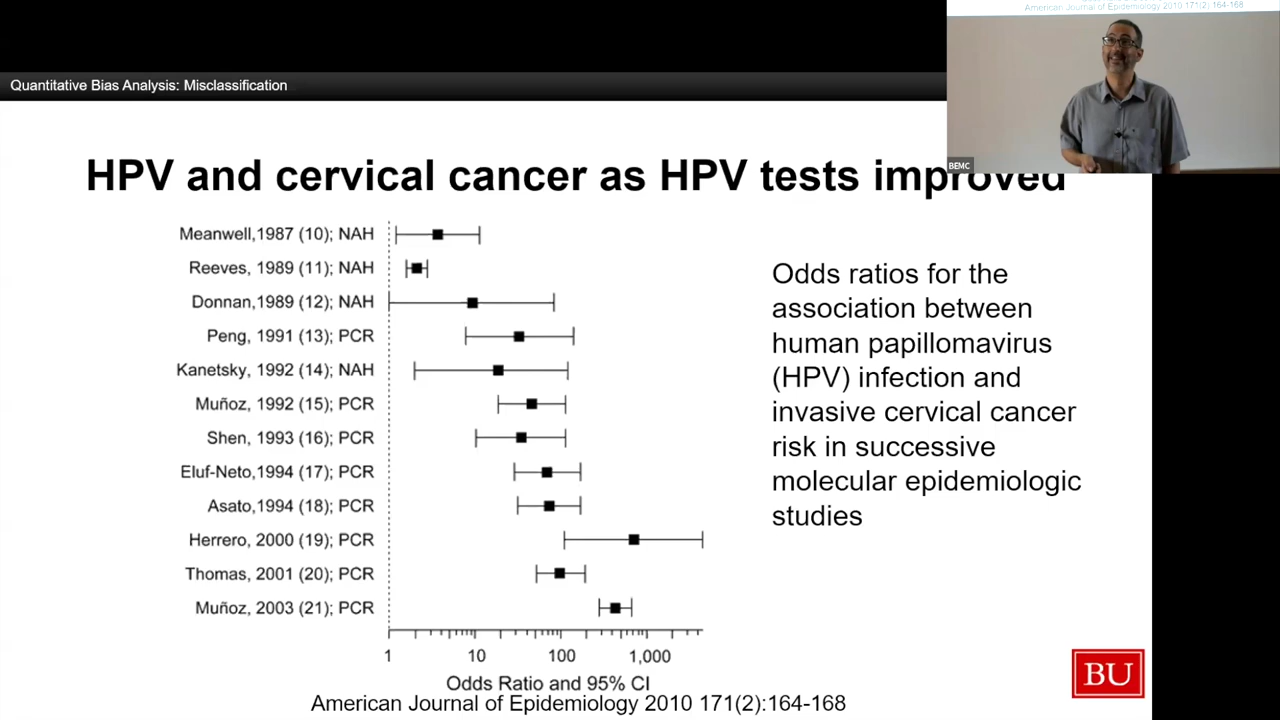 American Journal of Epidemiology 2010 171(2):164-168
Quantitative Bias Analysis: Misclassification
BEMC
HPV and cervical cancer as HPV tests improved
Meanwell,1987 (10); NAH
Reeves, 1989 (11); NAH
Donnan,1989 (12); NAH
Peng, 1991 (13); PCR
Kanetsky, 1992 (14); NAH
Muñoz, 1992 (15); PCR
Shen, 1993 (16); PCR
Eluf-Neto,1994 (17); PCR
Asato,1994 (18); PCR
Herrero, 2000 (19); PCR
Thomas, 2001 (20); PCR
Muñoz, 2003 (21); PCR
1 10 100 1,000
Odds Ratio and 95% CI
Odds ratios for the
association between
human papillomavirus
(HPV) infection and
invasive cervical cancer
risk in successive
molecular epidemiologic
studies
American Journal of Epidemiology 2010 171(2):164-168
BU